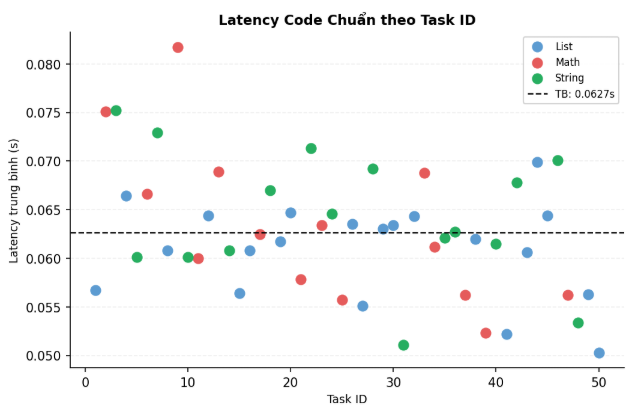 Latency Code Chuẩn theo Task ID
Latency trung bình (s)
0.080
0.075
0.070
0.065
0.060
0.055
0.050
List
Math
String
TB: 0.0627s
0 10 20 30 40 50
Task ID